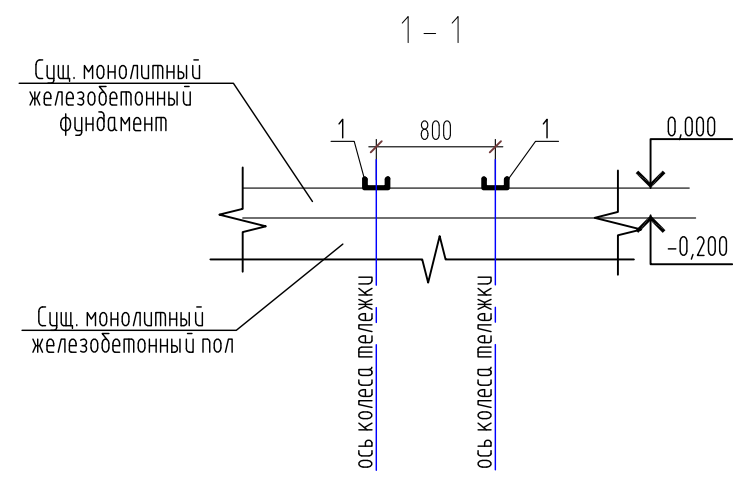 1 - 1
Сущ. монолитный
железобетонный
фундамент
1
800
1
0,000
-0,200
Сущ. монолитный
железобетонный пол
ось колеса тележки
ось колеса тележки